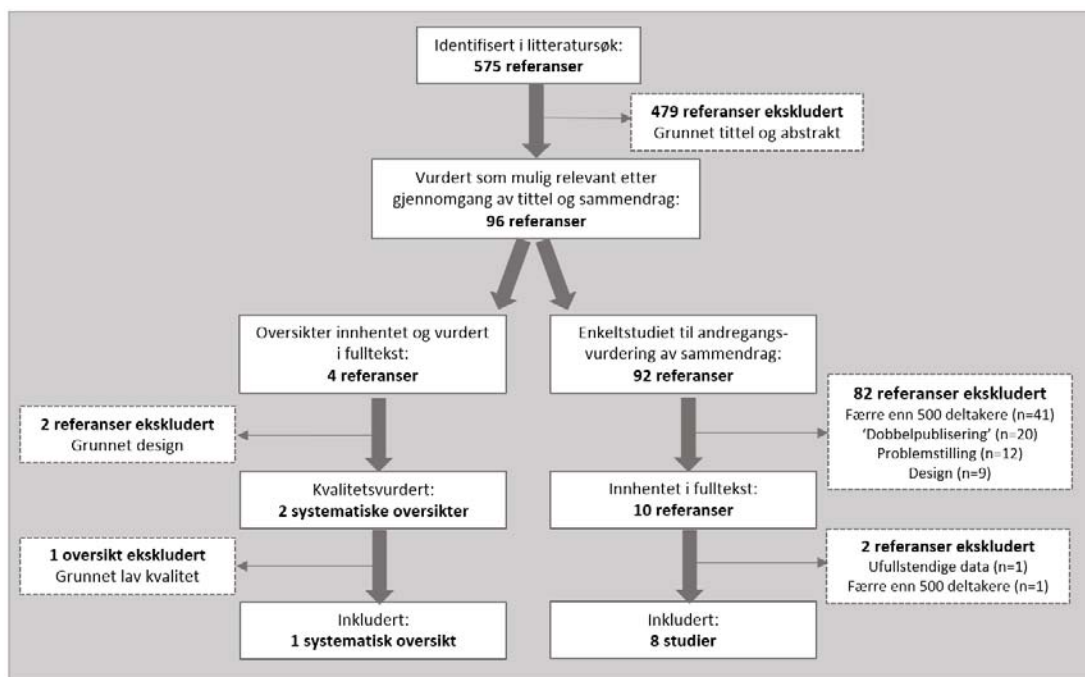 Identifisert i litteratursøk:
575 referanser
479 referanser ekskludert
Grunnet tittel og abstrakt
Vurdert som mulig relevant etter
gjennomgang av tittel og sammendrag:
96 referanser
Oversikter innhentet og vurdert
i fulltekst:
4 referanser
Enkeltstudiet til andregangs-
vurdering av sammendrag:
92 referanser
2 referanser ekskludert
Grunnet design
82 referanser ekskludert
Færre enn 500 deltakere (n=41)
‘Dobbelpublisering’ (n=20)
Problemstilling (n=12)
Design (n=9)
Kvalitetsvurdert:
2 systematiske oversikter
Innhentet i fulltekst:
10 referanser
1 oversikt ekskludert
Grunnet lav kvalitet
2 referanser ekskludert
Ufullstendige data (n=1)
Færre enn 500 deltakere (n=1)
Inkludert:
1 systematisk oversikt
Inkludert:
8 studier